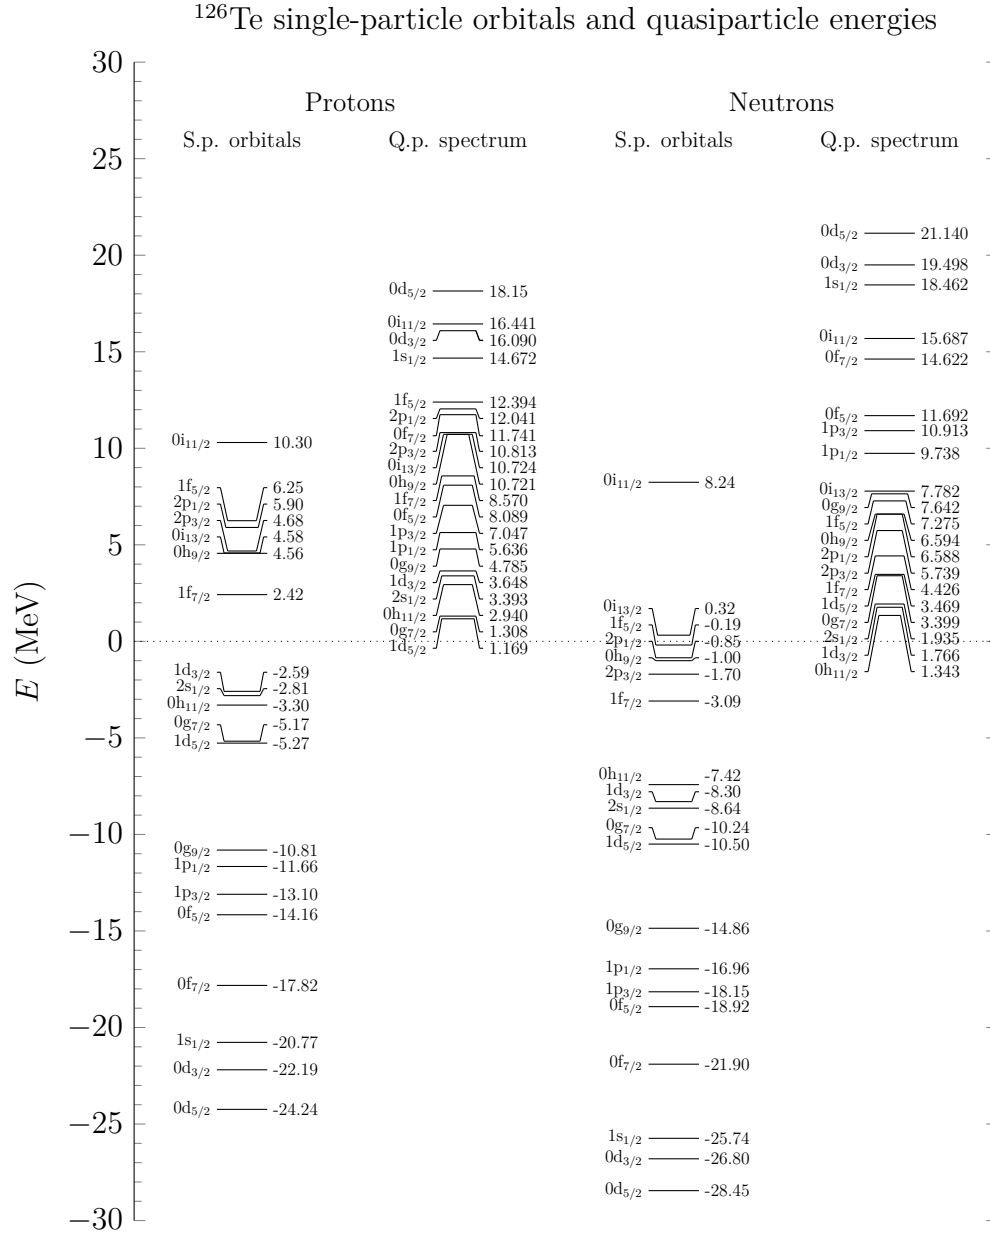 ¹²⁶Te single-particle orbitals and quasiparticle energies
E (MeV)
30
25
20
15
10
5
0
−5
−10
−15
−20
−25
−30
Protons
S.p. orbitals
0i11/2 10.30
1f5/2 6.25
2p1/2 5.90
2p3/2 4.68
0i13/2 4.58
0h9/2 4.56
1f7/2 2.42
1d3/2 -2.59
2s1/2 -2.81
0h11/2 -3.30
0g7/2 -5.17
1d5/2 -5.27
0g9/2 -10.81
1p1/2 -11.66
1p3/2 -13.10
0f5/2 -14.16
0f7/2 -17.82
1s1/2 -20.77
0d3/2 -22.19
0d5/2 -24.24
Q.p. spectrum
0d5/2 18.15
0i11/2 16.441
0d3/2 16.090
1s1/2 14.672
1f5/2 12.394
2p1/2 12.041
0f7/2 11.741
2p3/2 10.813
0i13/2 10.724
0h9/2 10.721
1f7/2 8.570
0f5/2 8.089
1p3/2 7.047
1p1/2 5.636
0g9/2 4.785
1d3/2 3.648
2s1/2 3.393
0h11/2 2.940
0g7/2 1.308
1d5/2 1.169
Neutrons
S.p. orbitals
0i11/2 8.24
0i13/2 0.32
1f5/2 -0.19
2p1/2 -0.85
0h9/2 -1.00
2p3/2 -1.70
1f7/2 -3.09
0h11/2 -7.42
1d3/2 -8.30
2s1/2 -8.64
0g7/2 -10.24
1d5/2 -10.50
0g9/2 -14.86
1p1/2 -16.96
1p3/2 -18.15
0f5/2 -18.92
0f7/2 -21.90
1s1/2 -25.74
0d3/2 -26.80
0d5/2 -28.45
Q.p. spectrum
0d5/2 21.140
0d3/2 19.498
1s1/2 18.462
0i11/2 15.687
0f7/2 14.622
0f5/2 11.692
1p3/2 10.913
1p1/2 9.738
0i13/2 7.782
0g9/2 7.642
1f5/2 7.275
0h9/2 6.594
2p1/2 6.588
2p3/2 5.739
1f7/2 4.426
1d5/2 3.469
0g7/2 3.399
2s1/2 1.935
1d3/2 1.766
0h11/2 1.343